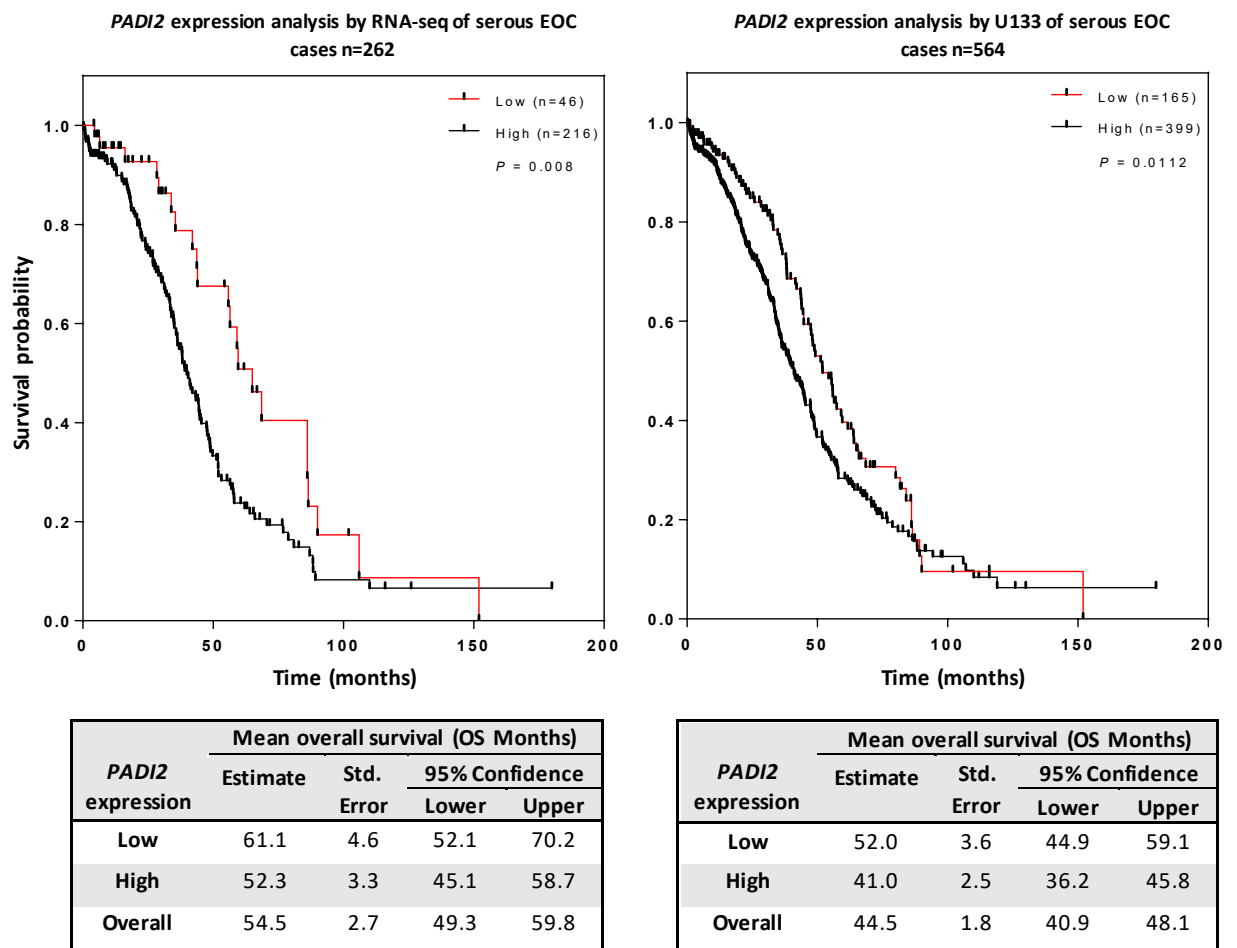 PADI2 expression analysis by RNA-seq of serous EOC
cases n=262
Low (n=46)
High (n=216)
P = 0.008
1.0
0.8
0.6
0.4
0.2
0.0
Survival probability
0 50 100 150 200
Time (months)
PADI2 expression analysis by U133 of serous EOC
cases n=564
Low (n=165)
High (n=399)
P = 0.0112
1.0
0.8
0.6
0.4
0.2
0.0
0 50 100 150 200
Time (months)
Mean overall survival (OS Months)
PADI2 expression
Estimate Std. Error 95% Confidence
Lower Upper
Low 61.1 4.6 52.1 70.2
High 52.3 3.3 45.1 58.7
Overall 54.5 2.7 49.3 59.8
Mean overall survival (OS Months)
PADI2 expression
Estimate Std. Error 95% Confidence
Lower Upper
Low 52.0 3.6 44.9 59.1
High 41.0 2.5 36.2 45.8
Overall 44.5 1.8 40.9 48.1